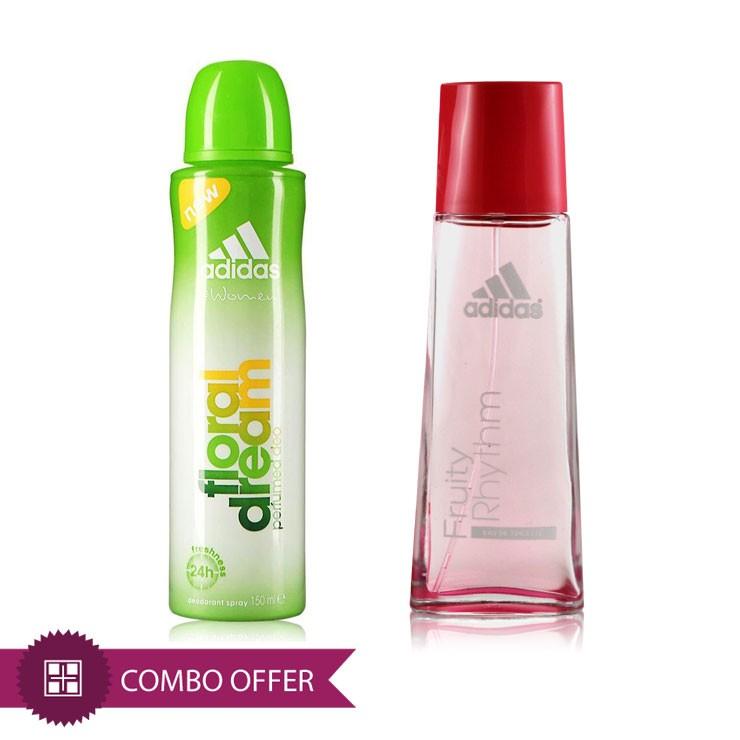 new
adidas
Women
floral
dream
perfumed deo
freshness
24h
deodorant spray 150 ml e
adidas
Fruity
Rhythm
EAU DE TOILETTE
COMBO OFFER